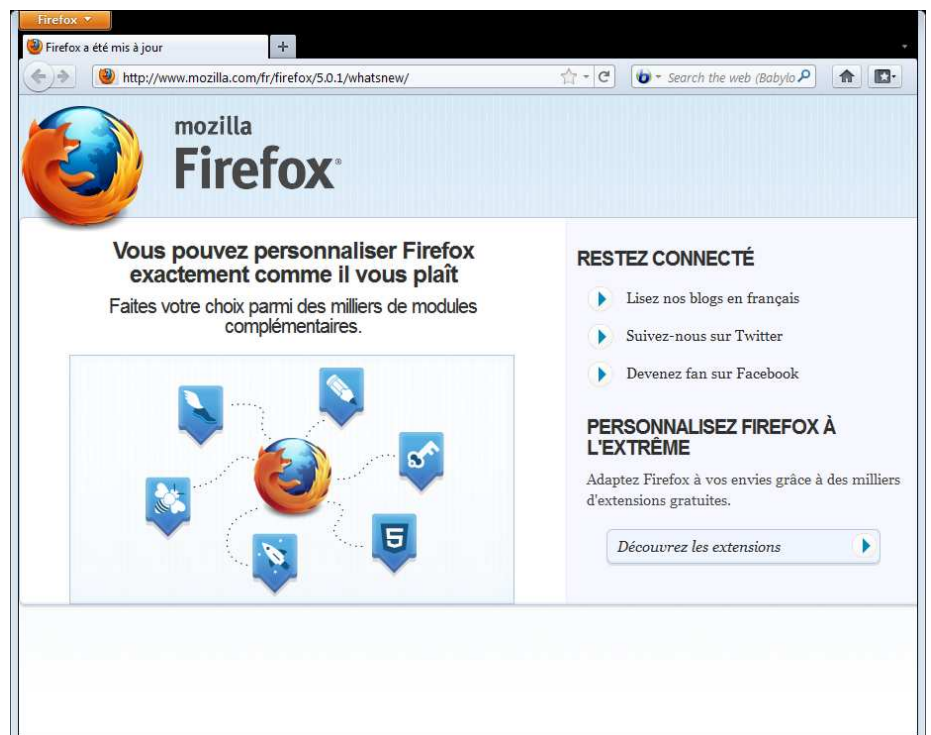 Firefox
Firefox a été mis à jour
http://www.mozilla.com/fr/firefox/5.0.1/whatsnew/
Search the web (Babylo
mozilla
Firefox
Vous pouvez personnaliser Firefox
exactement comme il vous plaît
Faites votre choix parmi des milliers de modules
complémentaires.
5
RESTEZ CONNECTÉ
Lisez nos blogs en français
Suivez-nous sur Twitter
Devenez fan sur Facebook
PERSONNALISEZ FIREFOX À
L'EXTRÊME
Adaptez Firefox à vos envies grâce à des milliers
d'extensions gratuites.
Découvrez les extensions